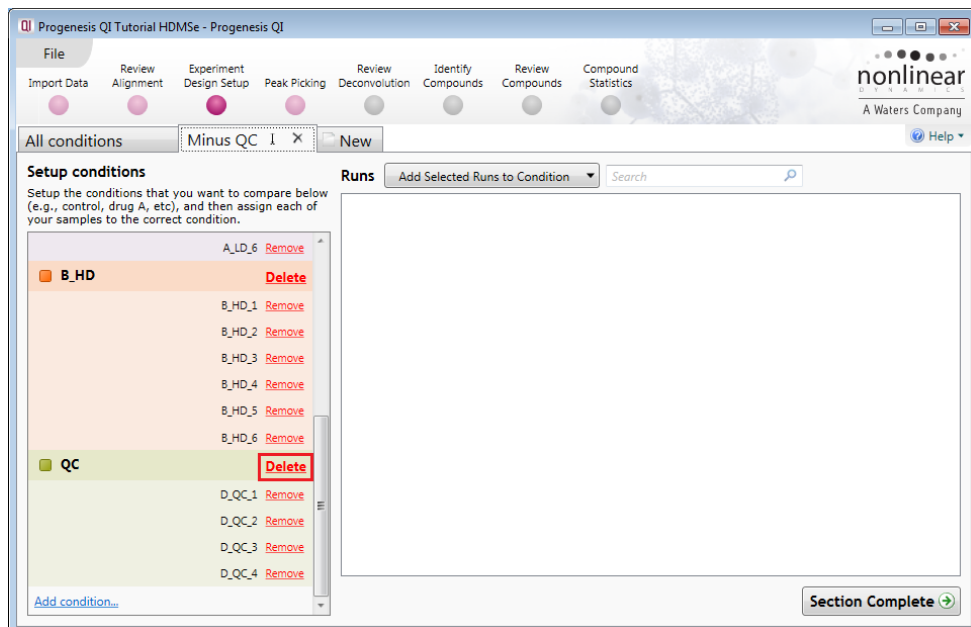 QI Progenesis QI Tutorial HDMSe - Progenesis QI
File
Import Data
Review Alignment
Experiment Design Setup
Peak Picking
Review Deconvolution
Identify Compounds
Review Compounds
Compound Statistics
nonlinear
DYNAMICS
A Waters Company
All conditions
Minus QC
New
Help
Setup conditions
Setup the conditions that you want to compare below
(e.g., control, drug A, etc), and then assign each of
your samples to the correct condition.
Runs Add Selected Runs to Condition Search
A_LD_6 Remove
B_HD Delete
B_HD_1 Remove
B_HD_2 Remove
B_HD_3 Remove
B_HD_4 Remove
B_HD_5 Remove
B_HD_6 Remove
QC Delete
D_QC_1 Remove
D_QC_2 Remove
D_QC_3 Remove
D_QC_4 Remove
Add condition...
Section Complete